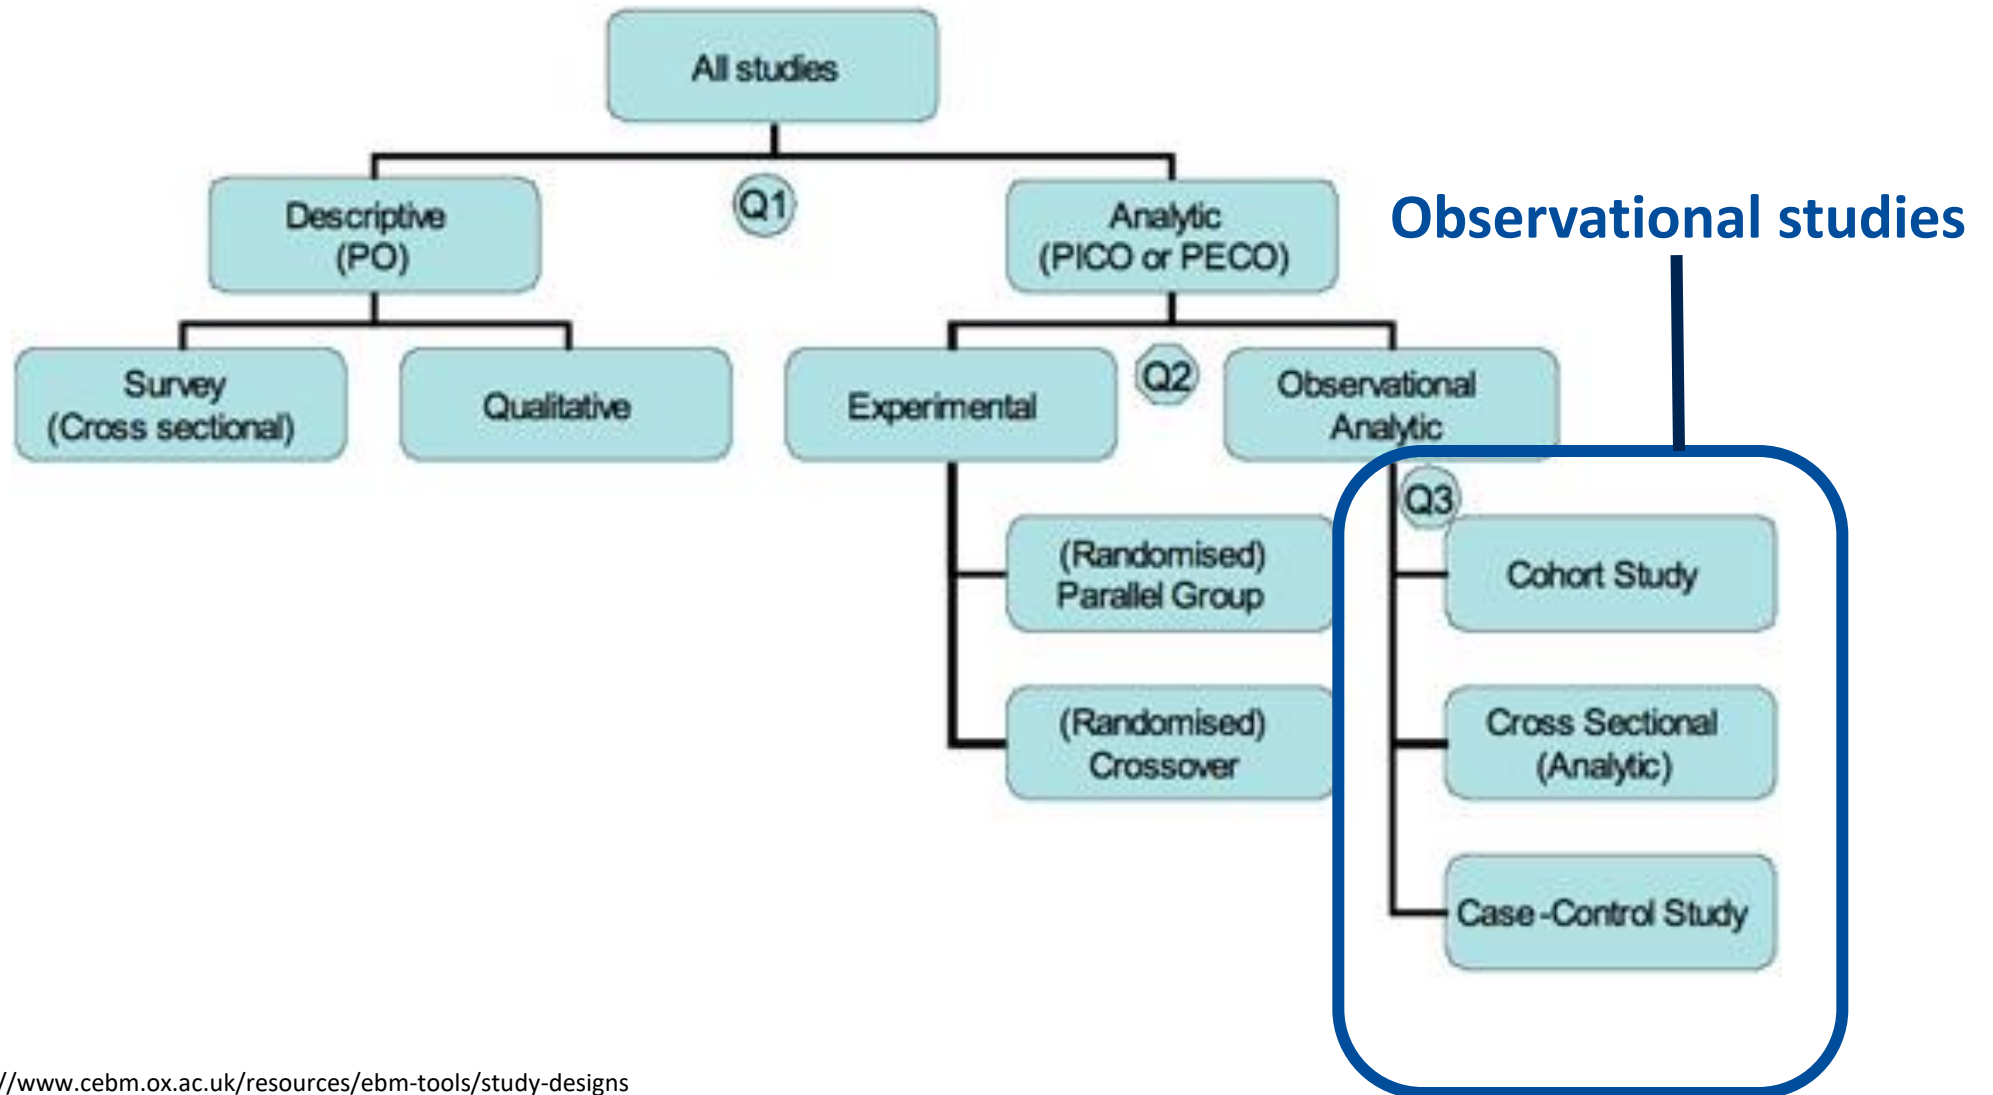 All studies
Q1
Descriptive
(PO)
Analytic
(PICO or PECO)
Observational studies
Survey
(Cross sectional)
Qualitative
Experimental
Q2
Observational
Analytic
Q3
(Randomised)
Parallel Group
Cohort Study
(Randomised)
Crossover
Cross Sectional
(Analytic)
Case-Control Study
//www.cebm.ox.ac.uk/resources/ebm-tools/study-designs